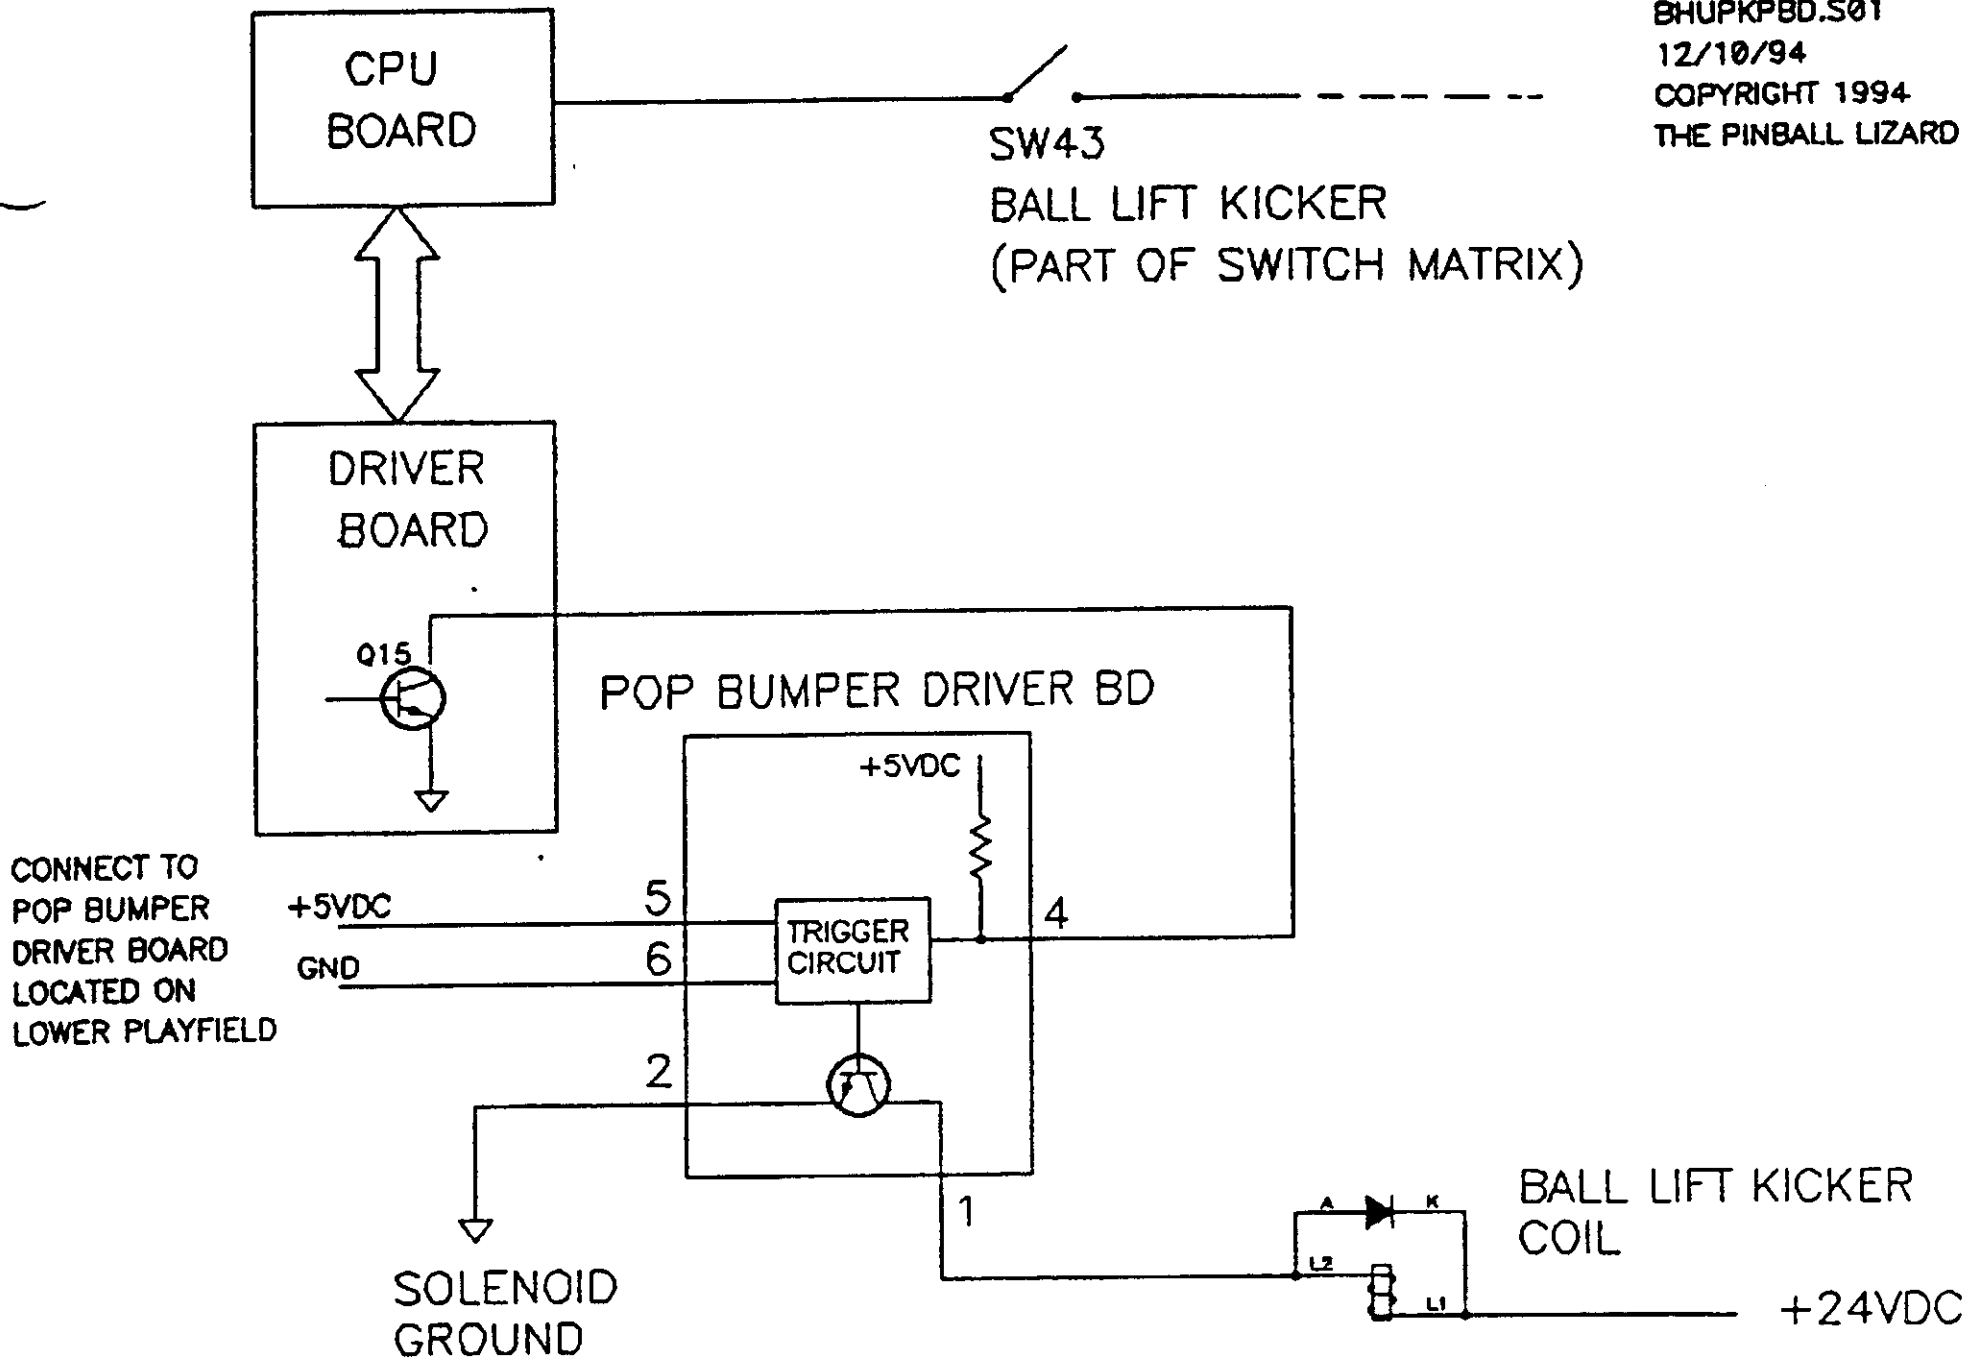 BHUPKPBD.S01
12/10/94
COPYRIGHT 1994
THE PINBALL LIZARD
CPU
BOARD
SW43
BALL LIFT KICKER
(PART OF SWITCH MATRIX)
DRIVER
BOARD
Q15
POP BUMPER DRIVER BD
+5VDC
CONNECT TO
POP BUMPER
DRIVER BOARD
LOCATED ON
LOWER PLAYFIELD
+5VDC
GND
5
6
2
TRIGGER
CIRCUIT
4
1
SOLENOID
GROUND
A
K
L2
L1
BALL LIFT KICKER
COIL
+24VDC